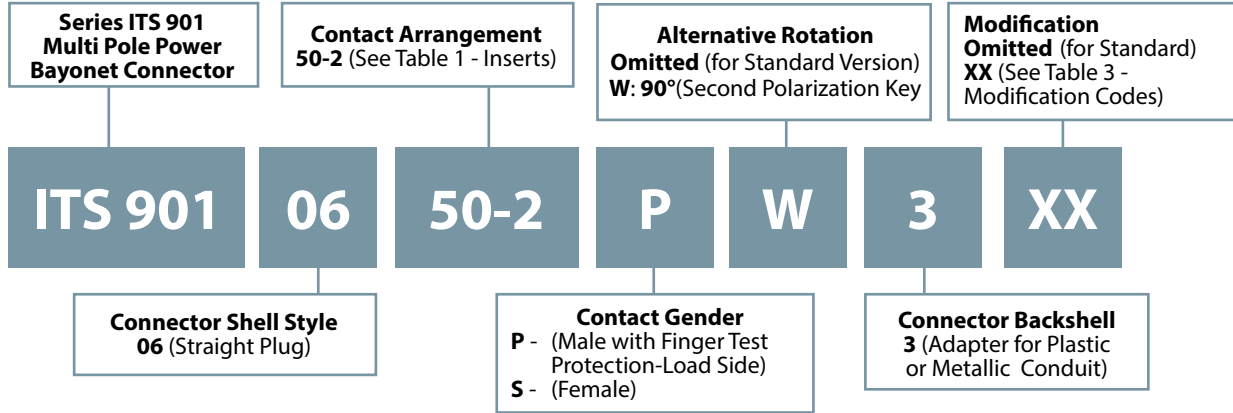 Series ITS 901
Multi Pole Power
Bayonet Connector
Contact Arrangement
50-2 (See Table 1 - Inserts)
Alternative Rotation
Omitted (for Standard Version)
W: 90°(Second Polarization Key
Modification
Omitted (for Standard)
XX (See Table 3 -
Modification Codes)
ITS 901 06 50-2 P W 3 XX
Connector Shell Style
06 (Straight Plug)
Contact Gender
P - (Male with Finger Test
Protection-Load Side)
S - (Female)
Connector Backshell
3 (Adapter for Plastic
or Metallic Conduit)